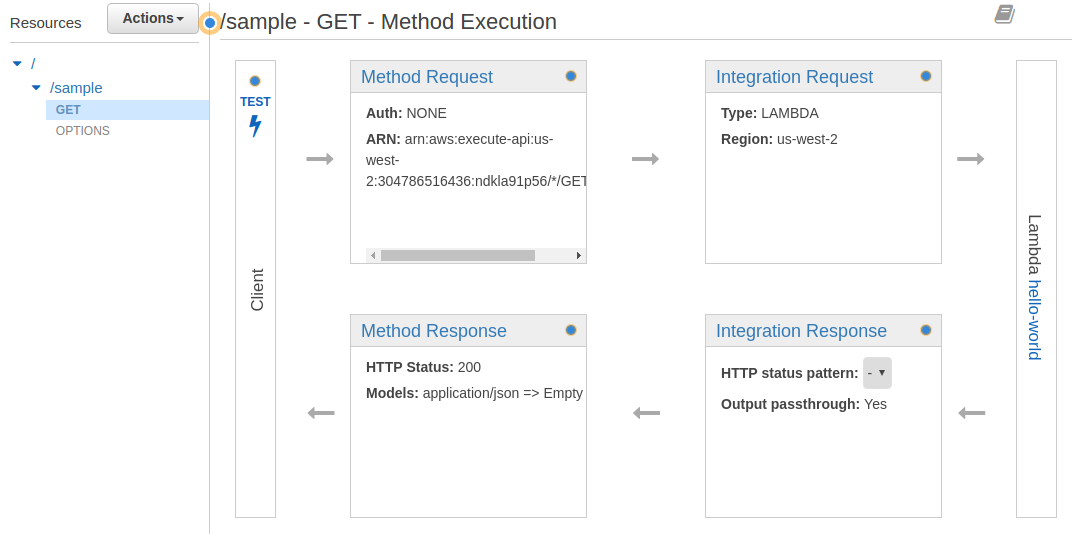 Resources
Actions
/
/sample
GET
OPTIONS
/sample - GET - Method Execution
TEST
Client
Method Request
Auth: NONE
ARN: arn:aws:execute-api:us-
west-
2:304786516436:ndkla91p56/*/GET
Integration Request
Type: LAMBDA
Region: us-west-2
Lambda hello-world
Method Response
HTTP Status: 200
Models: application/json => Empty
Integration Response
HTTP status pattern: -
Output passthrough: Yes